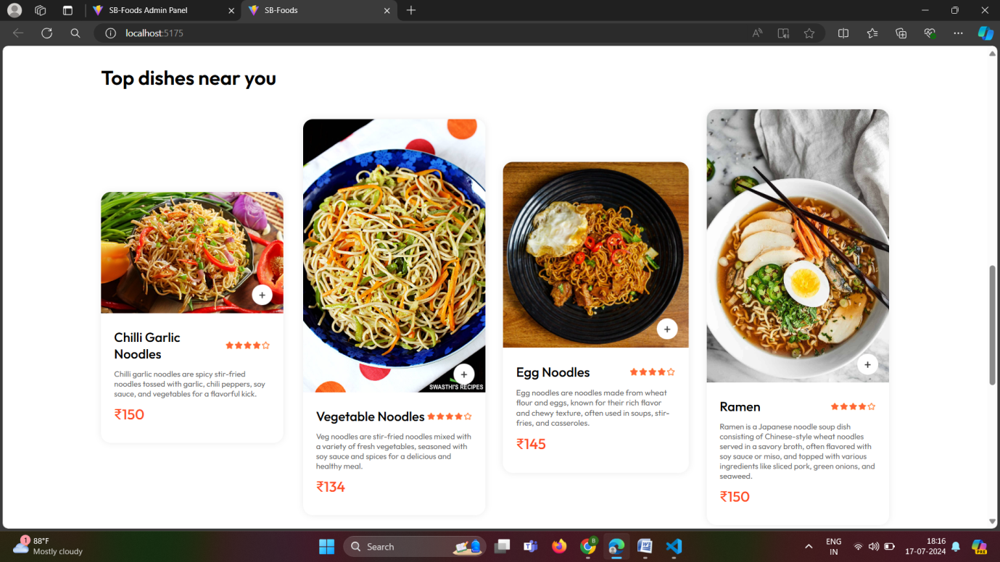 SB-Foods Admin Panel
SB-Foods
localhost:5175
Top dishes near you
Chilli Garlic
Noodles
Chilli garlic noodles are spicy stir-fried
noodles tossed with garlic, chili peppers, soy
sauce, and vegetables for a flavorful kick.
₹150
SWASTHI'S RECIPES
Vegetable Noodles
Veg noodles are stir-fried noodles mixed with
a variety of fresh vegetables, seasoned with
soy sauce and spices for a delicious and
healthy meal.
₹134
Egg Noodles
Egg noodles are noodles made from wheat
flour and eggs, known for their rich flavor
and chewy texture, often used in soups, stir-
fries, and casseroles.
₹145
Ramen
Ramen is a Japanese noodle soup dish
consisting of Chinese-style wheat noodles
served in a savory broth, often flavored with
soy sauce or miso, and topped with various
ingredients like sliced pork, green onions, and
seaweed.
₹150
1
88°F
Mostly cloudy
Search
B
ENG
IN
18:16
17-07-2024
PRE